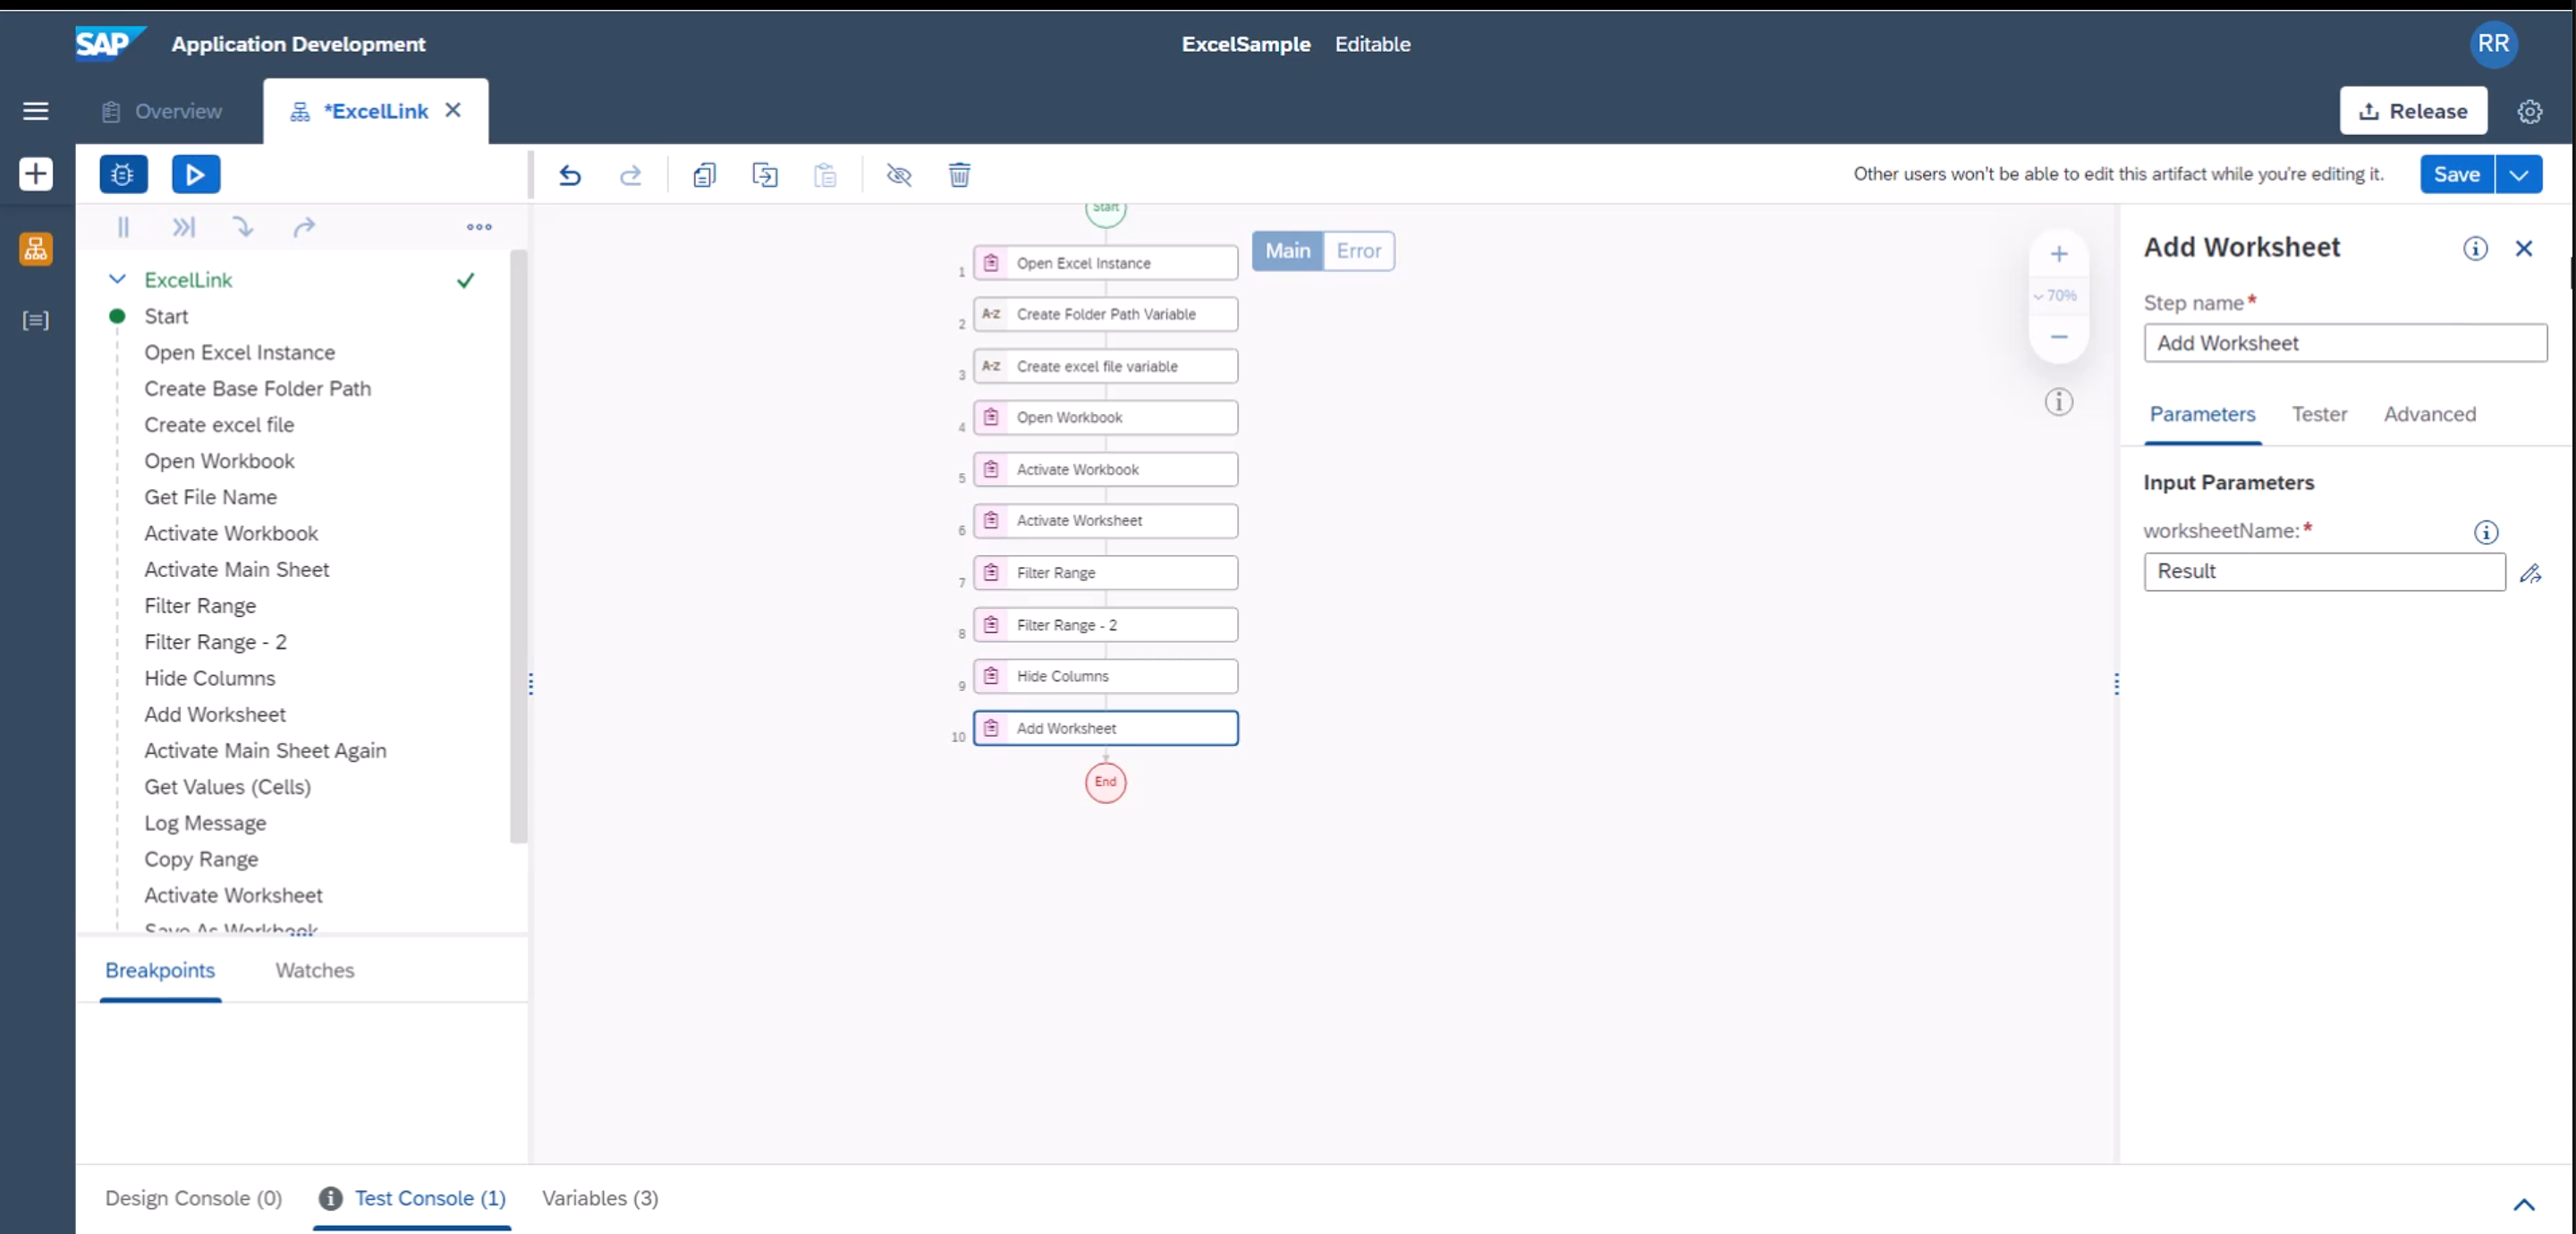 SAP Application Development
ExcelSample Editable
RR
Overview
*ExcelLink
Release
Other users won't be able to edit this artifact while you're editing it.
Save
ExcelLink
Start
Open Excel Instance
Create Base Folder Path
Create excel file
Open Workbook
Get File Name
Activate Workbook
Activate Main Sheet
Filter Range
Filter Range - 2
Hide Columns
Add Worksheet
Activate Main Sheet Again
Get Values (Cells)
Log Message
Copy Range
Activate Worksheet
Save As Workbook
Breakpoints Watches
Start
Main Error
1 Open Excel Instance
2 A-Z Create Folder Path Variable
3 A-Z Create excel file variable
4 Open Workbook
5 Activate Workbook
6 Activate Worksheet
7 Filter Range
8 Filter Range - 2
9 Hide Columns
10 Add Worksheet
End
70%
Add Worksheet
Step name*
Add Worksheet
Parameters Tester Advanced
Input Parameters
worksheetName:*
Result
Design Console (0) Test Console (1) Variables (3)